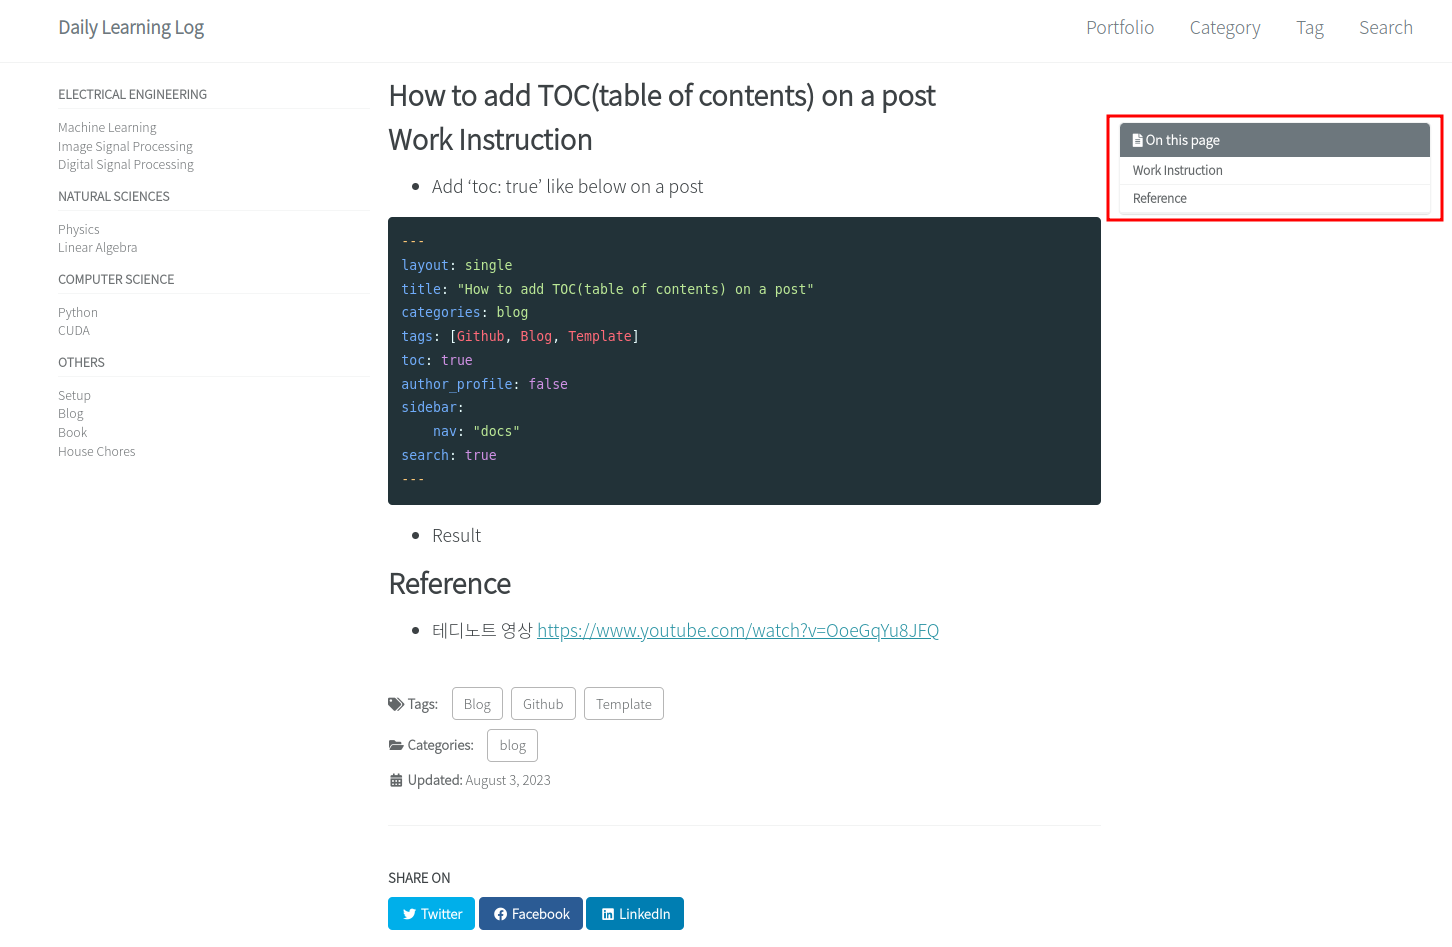 Daily Learning Log
Portfolio Category Tag Search
ELECTRICAL ENGINEERING
Machine Learning
Image Signal Processing
Digital Signal Processing
NATURAL SCIENCES
Physics
Linear Algebra
COMPUTER SCIENCE
Python
CUDA
OTHERS
Setup
Blog
Book
House Chores
How to add TOC(table of contents) on a post
Work Instruction
Add ‘toc: true’ like below on a post
---
layout: single
title: "How to add TOC(table of contents) on a post"
categories: blog
tags: [Github, Blog, Template]
toc: true
author_profile: false
sidebar:
    nav: "docs"
search: true
---
Result
Reference
테디노트 영상 https://www.youtube.com/watch?v=OoeGqYu8JFQ
Tags: Blog Github Template
Categories: blog
Updated: August 3, 2023
SHARE ON
Twitter Facebook LinkedIn
On this page
Work Instruction
Reference